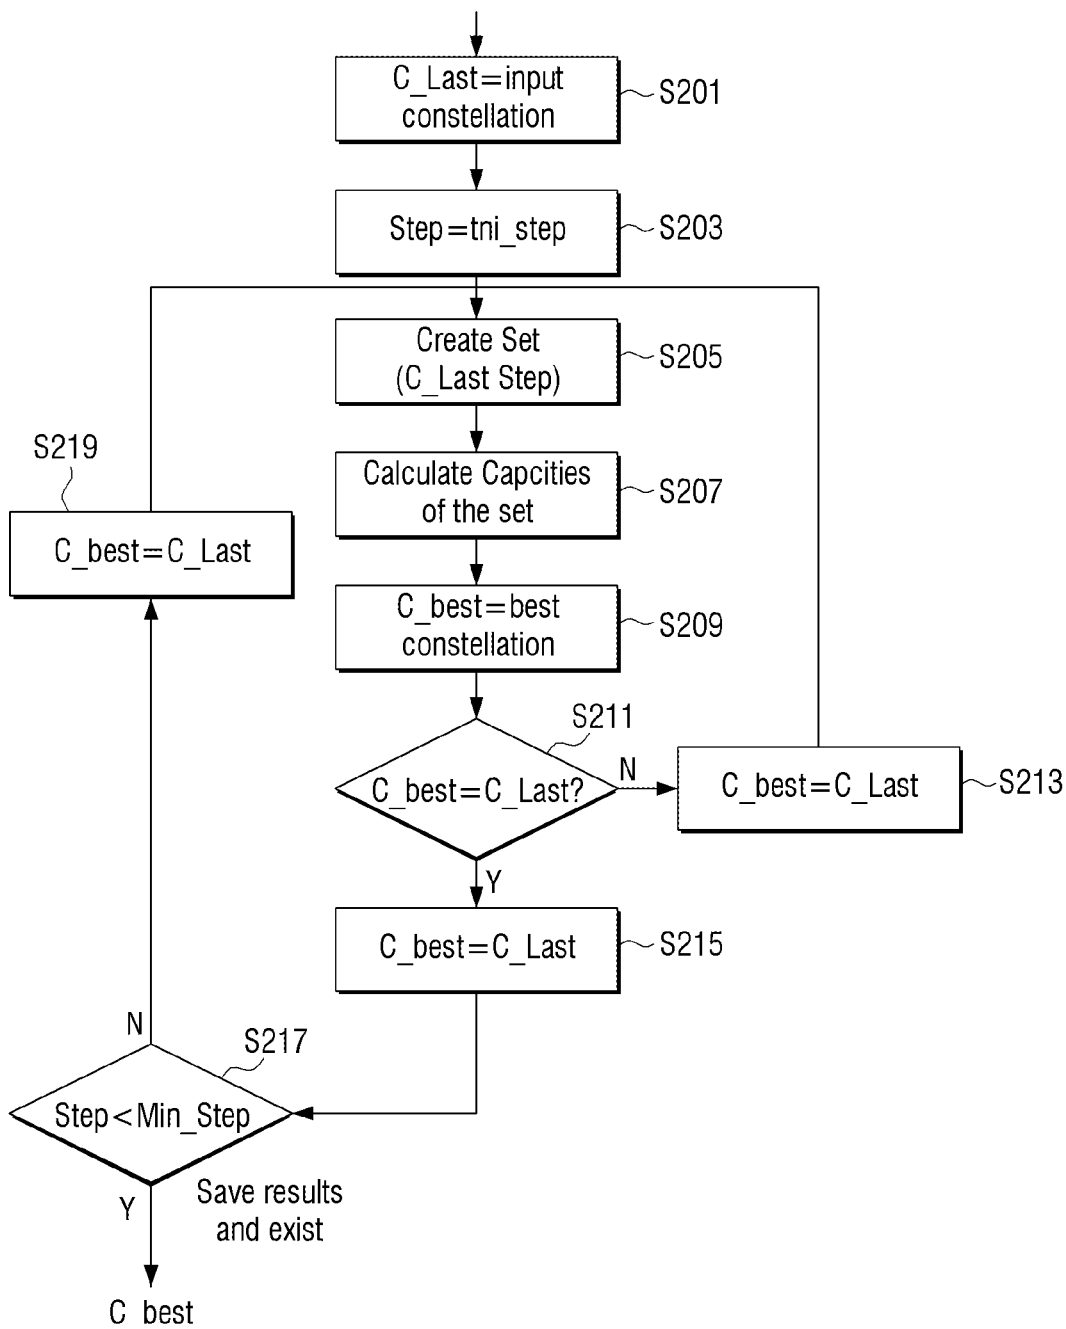 C_Last=input
constellation
S201
Step=tni_step
S203
Create Set
(C_Last Step)
S205
S219
Calculate Capcities
of the set
S207
C_best=C_Last
C_best=best
constellation
S209
S211
C_best=C_Last?
N
C_best=C_Last
S213
Y
C_best=C_Last
S215
N
S217
Step<Min_Step
Y
Save results
and exist
C_best